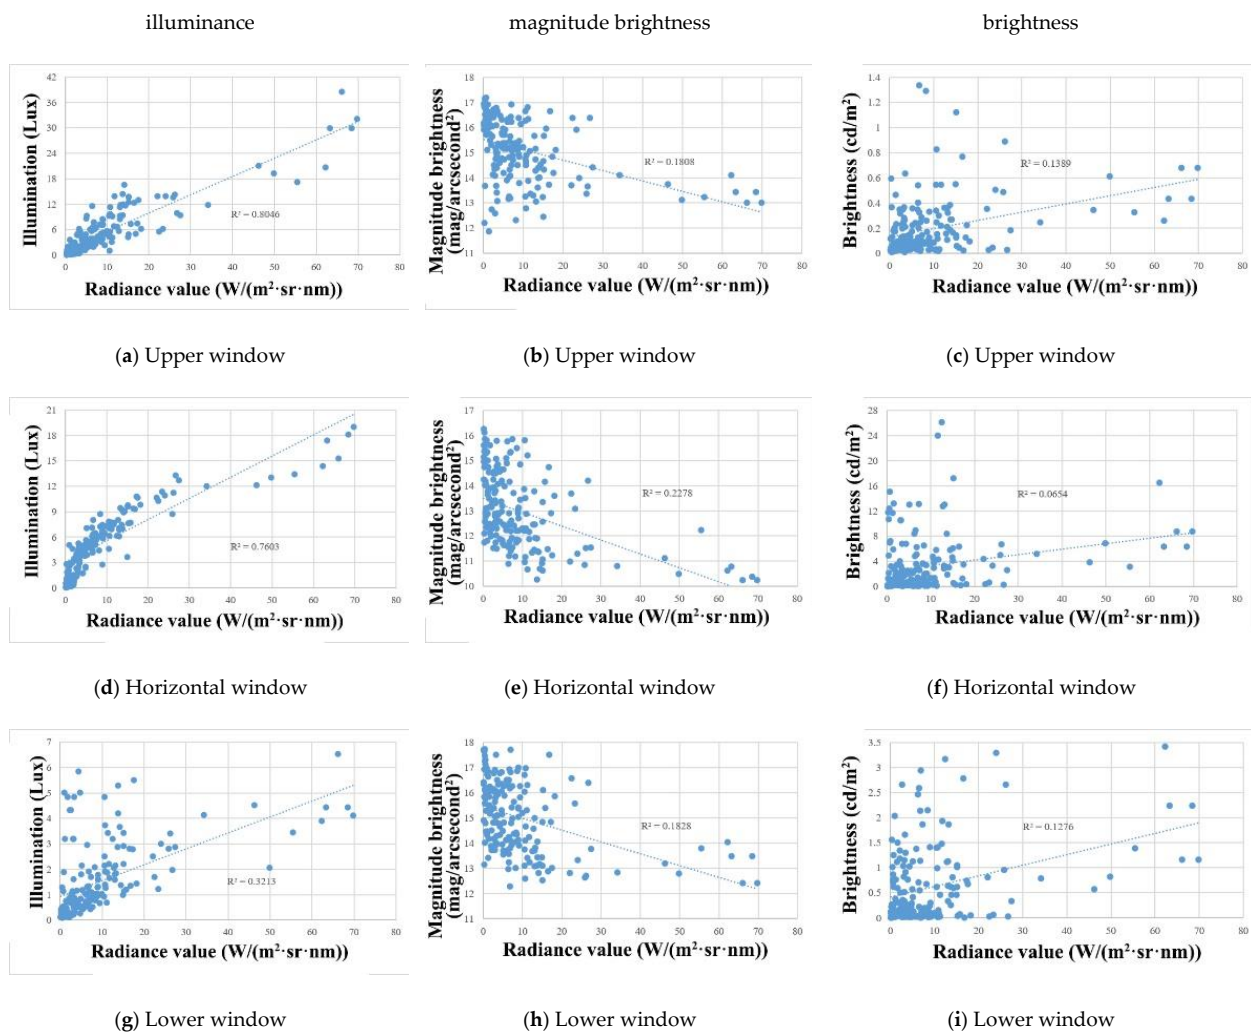 illuminance
magnitude brightness
brightness
Illumination (Lux)
42
36
30
24
18
12
6
0
R² = 0.8046
0 10 20 30 40 50 60 70 80
Radiance value (W/(m²·sr·nm))
(a) Upper window
Magnitude brightness
(mag/arcsecond²)
18
17
16
15
14
13
12
11
R² = 0.1808
0 10 20 30 40 50 60 70 80
Radiance value (W/(m²·sr·nm))
(b) Upper window
Brightness (cd/m²)
1.4
1.2
1
0.8
0.6
0.4
0.2
0
R² = 0.1389
0 10 20 30 40 50 60 70 80
Radiance value (W/(m²·sr·nm))
(c) Upper window
Illumination (Lux)
21
18
15
12
9
6
3
0
R² = 0.7603
0 10 20 30 40 50 60 70 80
Radiance value (W/(m²·sr·nm))
(d) Horizontal window
Magnitude brightness
(mag/arcsecond²)
17
16
15
14
13
12
11
10
R² = 0.2278
0 10 20 30 40 50 60 70 80
Radiance value (W/(m²·sr·nm))
(e) Horizontal window
Brightness (cd/m²)
28
24
20
16
12
8
4
0
R² = 0.0654
0 10 20 30 40 50 60 70 80
Radiance value (W/(m²·sr·nm))
(f) Horizontal window
Illumination (Lux)
7
6
5
4
3
2
1
0
R² = 0.3213
0 10 20 30 40 50 60 70 80
Radiance value (W/(m²·sr·nm))
(g) Lower window
Magnitude brightness
(mag/arcsecond²)
18
17
16
15
14
13
12
11
R² = 0.1828
0 10 20 30 40 50 60 70 80
Radiance value (W/(m²·sr·nm))
(h) Lower window
Brightness (cd/m²)
3.5
3
2.5
2
1.5
1
0.5
0
R² = 0.1276
0 10 20 30 40 50 60 70 80
Radiance value (W/(m²·sr·nm))
(i) Lower window